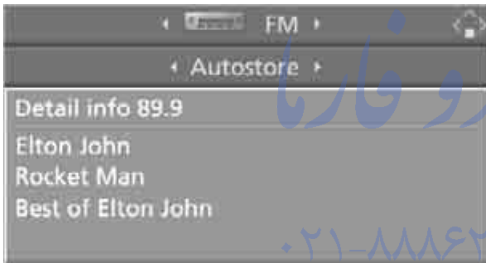 FM
Autostore
Detail info 89.9
Elton John
Rocket Man
Best of Elton John